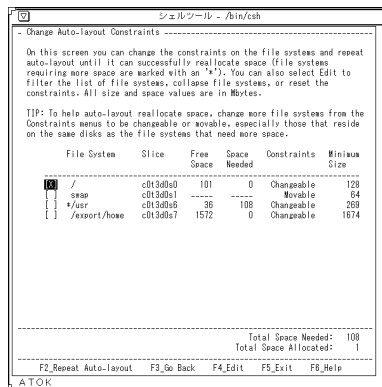 シェルツール - /bin/csh
- Change Auto-layout Constraints
On this screen you can change the constraints on the file systems and repeat
auto-layout until it can successfully reallocate space (file systems
requiring more space are marked with an '*'). You can also select Edit to
filter the list of file systems, collapse file systems, or reset the
constraints. All size and space values are in Mbytes.
TIP: To help auto-layout reallocate space, change more file systems from the
Constraints menus to be changeable or movable, especially those that reside
on the same disks as the file systems that need more space.
File System Slice Free Space Constraints Minimum
Space Needed Size
[X] / c0t3d0s0 101 0 Changeable 128
[ ] swap c0t3d0s1 ----- ----- Movable 64
[ ] */usr c0t3d0s6 36 108 Changeable 269
[ ] /export/home c0t3d0s7 1572 0 Changeable 1674
Total Space Needed: 108
Total Space Allocated: 1
F2_Repeat Auto-layout F3_Go Back F4_Edit F5_Exit F6_Help
ATOK